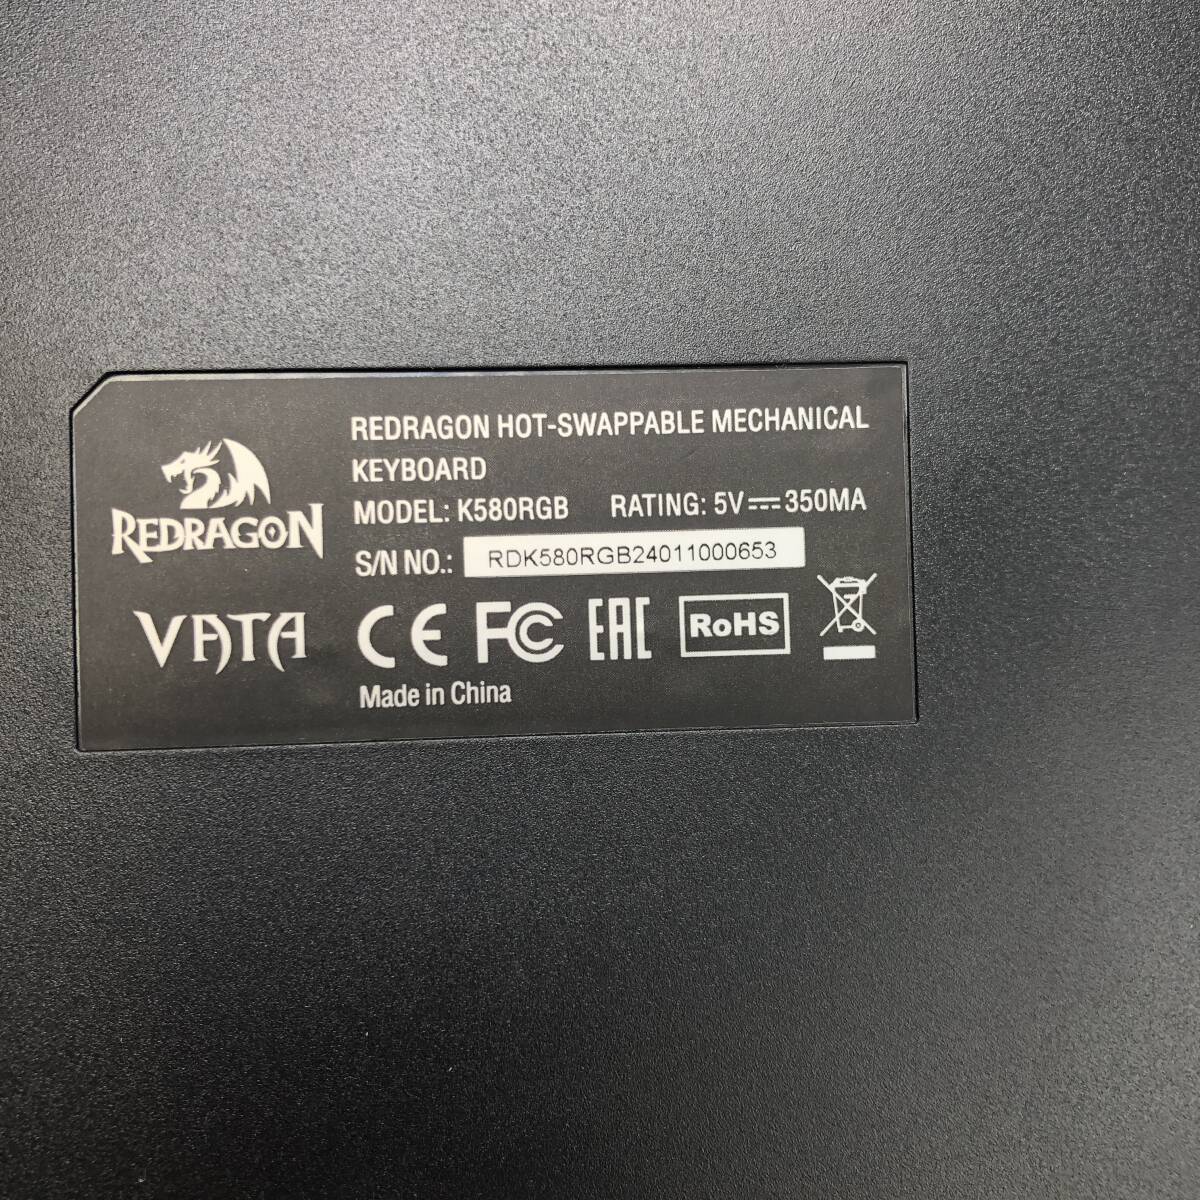 REDRAGON HOT-SWAPPABLE MECHANICAL
KEYBOARD
MODEL: K580RGB RATING: 5V⎓350MA
S/N NO.: RDK580RGB24011000653
REDRAGON
VATA
CE FC EAC RoHS
Made in China